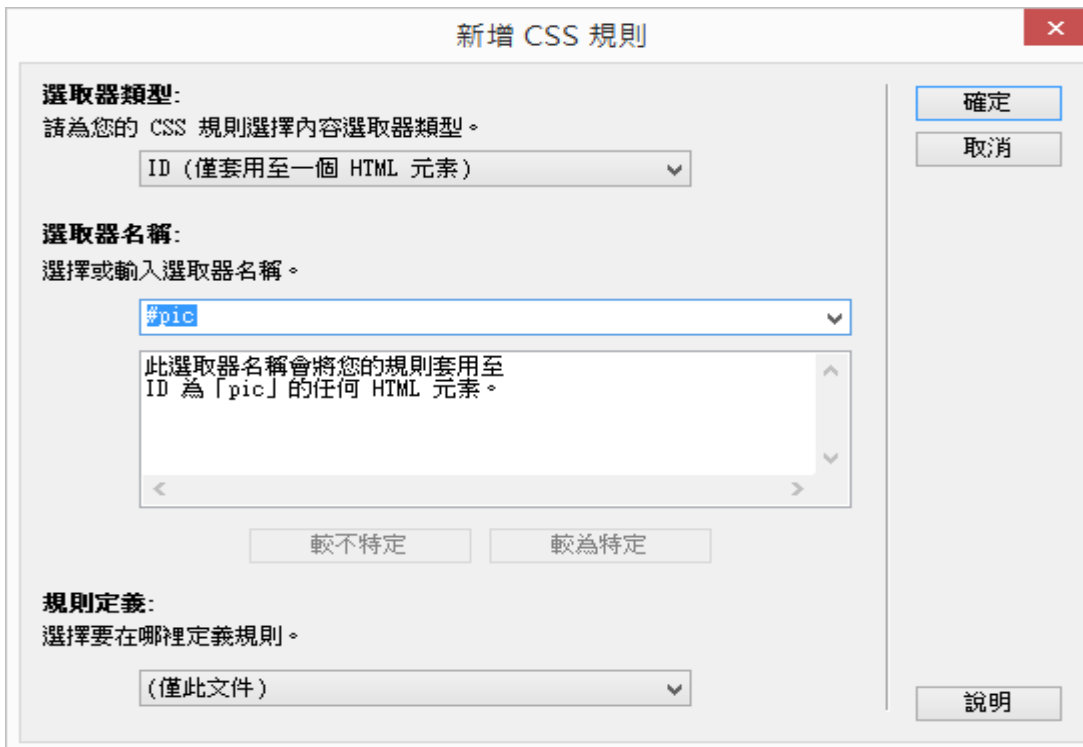 新增 CSS 規則
選取器類型:
請為您的 CSS 規則選擇內容選取器類型。
ID (僅套用至一個 HTML 元素)
確定
取消
選取器名稱:
選擇或輸入選取器名稱。
#pic
此選取器名稱會將您的規則套用至
ID 為「pic」的任何 HTML 元素。
較不特定
較為特定
規則定義:
選擇要在哪裡定義規則。
(僅此文件)
說明